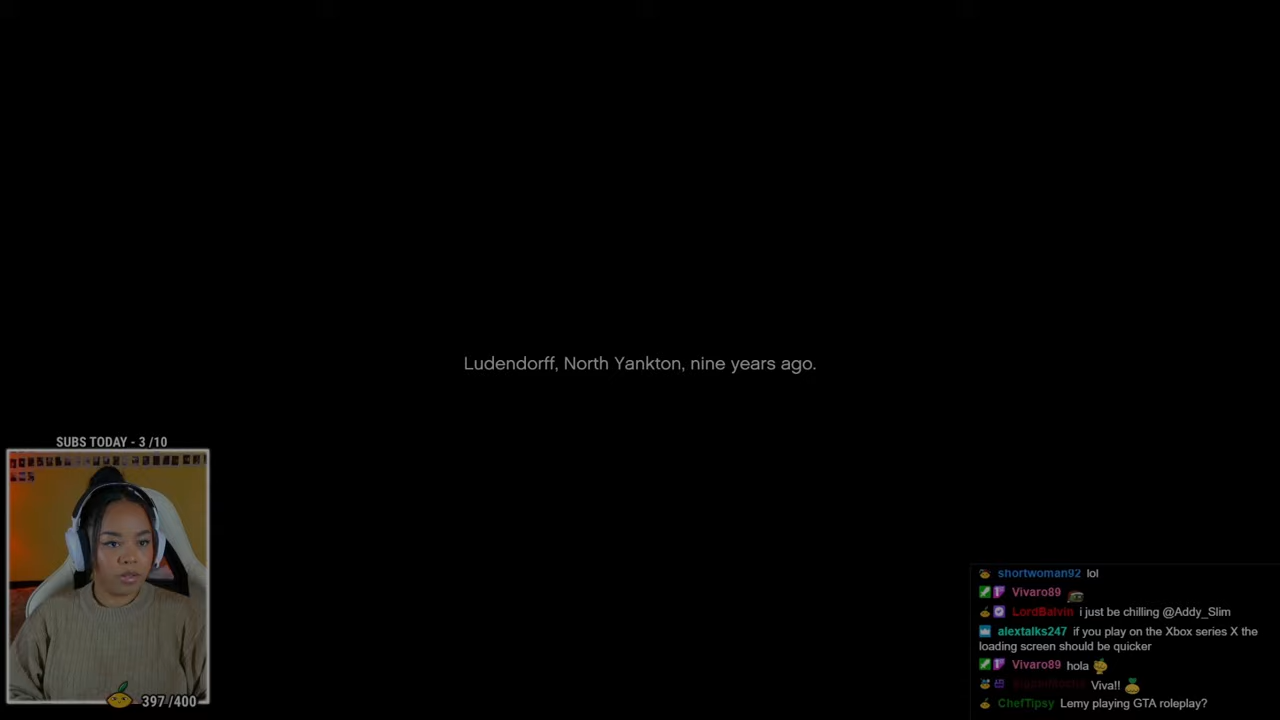 Ludendorff, North Yankton, nine years ago.
SUBS TODAY - 3 /10
397 /400
shortwoman92 lol
Vivaro89
LordBalvin i just be chilling @Addy_Slim
alextalks247 if you play on the Xbox series X the
loading screen should be quicker
Vivaro89 hola
Viva!!
ChefTipsy Lemy playing GTA roleplay?